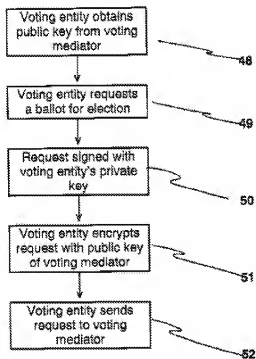 Voting entity obtains
public key from voting
mediator
48
Voting entity requests
a ballot for election
49
Request signed with
voting entity's private
key
50
Voting entity encrypts
request with public key
of voting mediator
51
Voting entity sends
request to voting
mediator
52